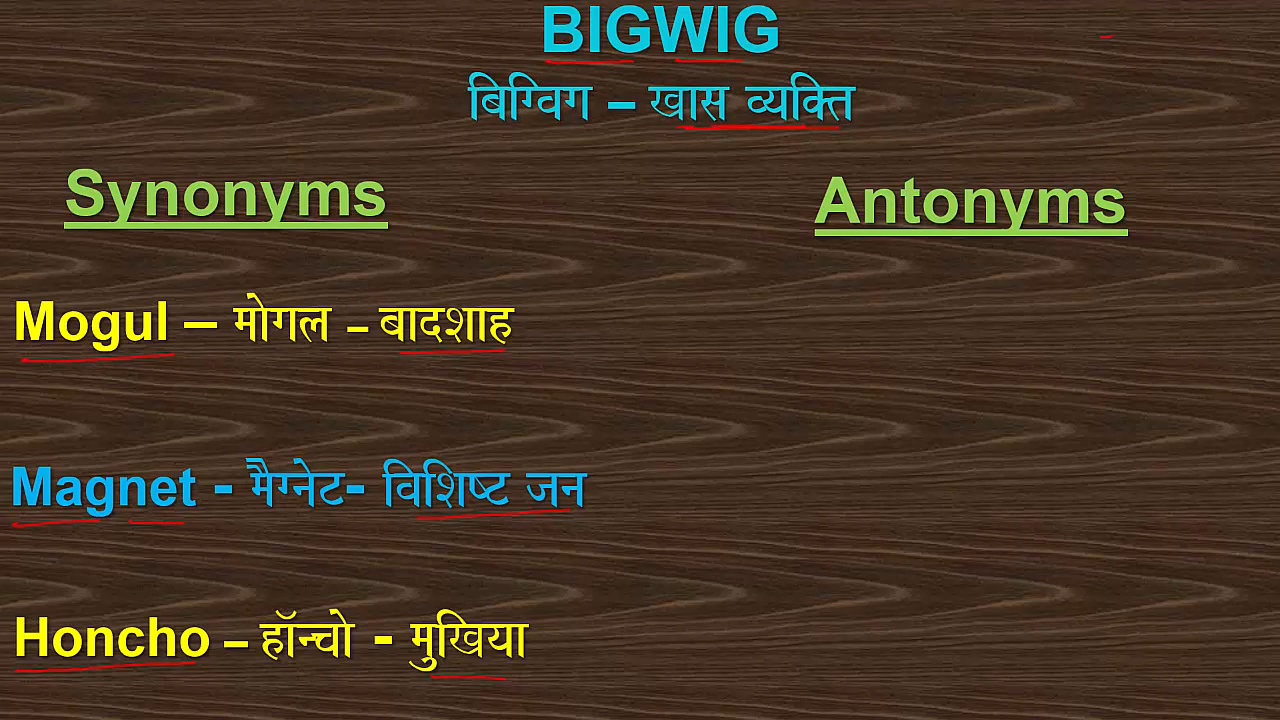 BIGWIG
बिग्विग – खास व्यक्ति
Synonyms
Antonyms
Mogul – मोगल – बादशाह
Magnet - मैग्नेट- विशिष्ट जन
Honcho – हॉन्चो - मुखिया